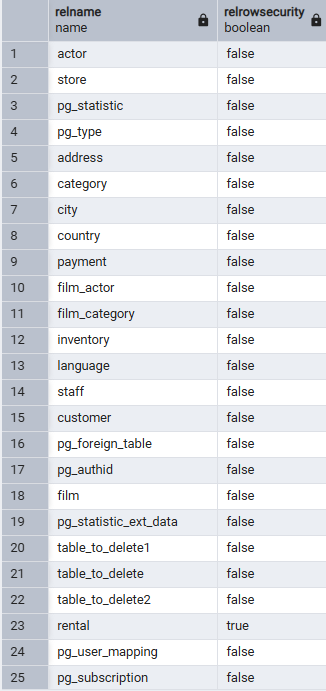 relname relrowsecurity
name boolean
1 actor false
2 store false
3 pg_statistic false
4 pg_type false
5 address false
6 category false
7 city false
8 country false
9 payment false
10 film_actor false
11 film_category false
12 inventory false
13 language false
14 staff false
15 customer false
16 pg_foreign_table false
17 pg_authid false
18 film false
19 pg_statistic_ext_data false
20 table_to_delete1 false
21 table_to_delete false
22 table_to_delete2 false
23 rental true
24 pg_user_mapping false
25 pg_subscription false